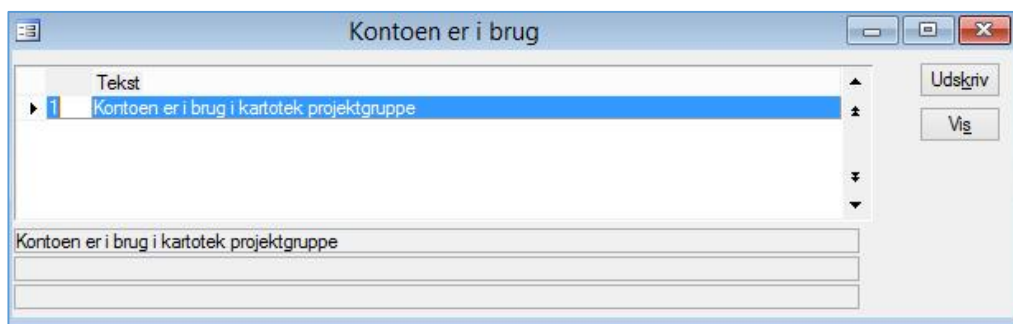 Kontoen er i brug
Tekst
Udskriv
1 Kontoen er i brug i kartotek projektgruppe
Vis
Kontoen er i brug i kartotek projektgruppe